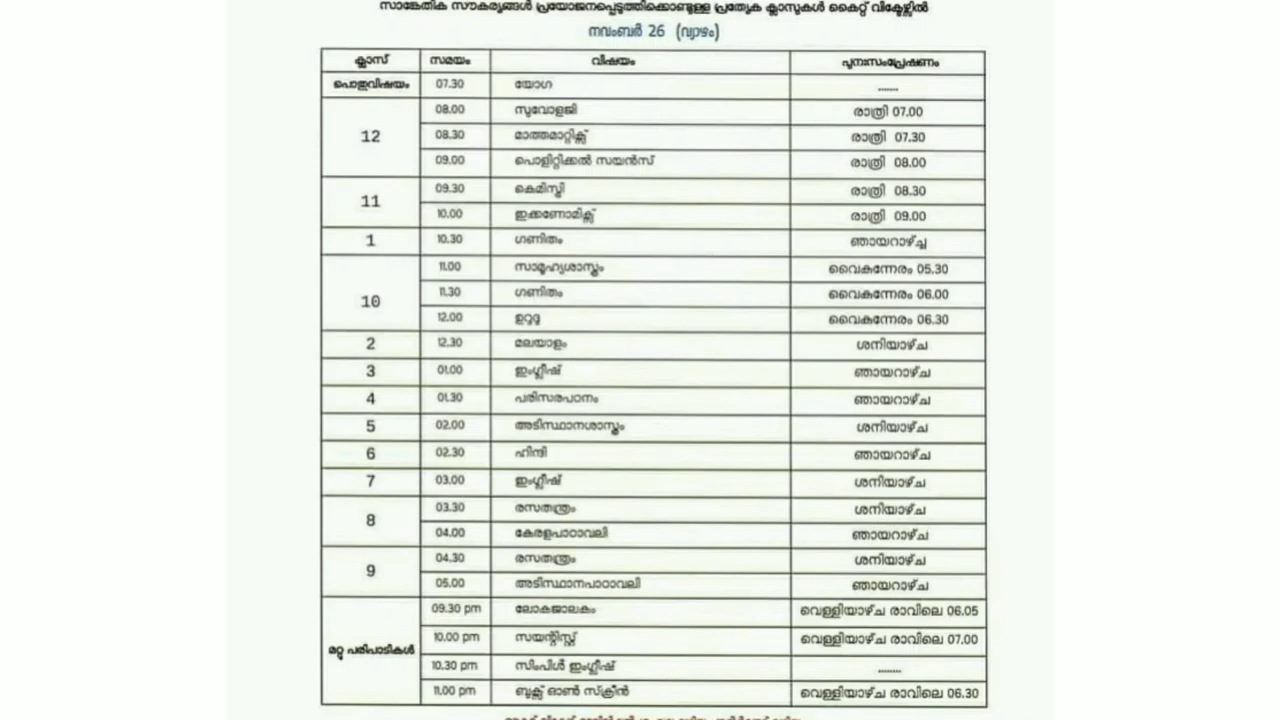 സാങ്കേതിക സൗകര്യങ്ങൾ പ്രയോജനപ്പെടുത്തിക്കൊണ്ടുള്ള പ്രത്യേക ക്ലാസുകൾ കൈറ്റ് വിക്ടേഴ്സിൽ
നവംബർ 26 (വ്യാഴം)
ക്ലാസ് സമയം വിഷയം പുനഃസംപ്രേഷണം
പൊതുവിഷയം 07.30 യോഗ .......
12
08.00 സുവോളജി രാത്രി 07.00
08.30 മാത്തമാറ്റിക്സ് രാത്രി 07.30
09.00 പൊളിറ്റിക്കൽ സയൻസ് രാത്രി 08.00
11
09.30 കെമിസ്ട്രി രാത്രി 08.30
10.00 ഇക്കണോമിക്സ് രാത്രി 09.00
1 10.30 ഗണിതം ഞായറാഴ്ച്ച
10
11.00 സാമൂഹ്യശാസ്ത്രം വൈകുന്നേരം 05.30
11.30 ഗണിതം വൈകുന്നേരം 06.00
12.00 ഉറുദു വൈകുന്നേരം 06.30
2 12.30 മലയാളം ശനിയാഴ്ച
3 01.00 ഇംഗ്ലീഷ് ഞായറാഴ്ച
4 01.30 പരിസരപഠനം ഞായറാഴ്ച
5 02.00 അടിസ്ഥാനശാസ്ത്രം ശനിയാഴ്ച
6 02.30 ഹിന്ദി ഞായറാഴ്ച
7 03.00 ഇംഗ്ലീഷ് ശനിയാഴ്ച
8
03.30 രസതന്ത്രം ശനിയാഴ്ച
04.00 കേരളപാഠാവലി ഞായറാഴ്ച
9
04.30 രസതന്ത്രം ശനിയാഴ്ച
05.00 അടിസ്ഥാനപാഠാവലി ഞായറാഴ്ച
മറ്റു പരിപാടികൾ
09.30 pm ലോകജാലകം വെള്ളിയാഴ്ച രാവിലെ 06.05
10.00 pm സയന്റിസ്റ്റ് വെള്ളിയാഴ്ച രാവിലെ 07.00
10.30 pm സിംപിൾ ഇംഗ്ലീഷ് ........
11.00 pm ബുക്സ് ഓൺ സ്ക്രീൻ വെള്ളിയാഴ്ച രാവിലെ 06.30